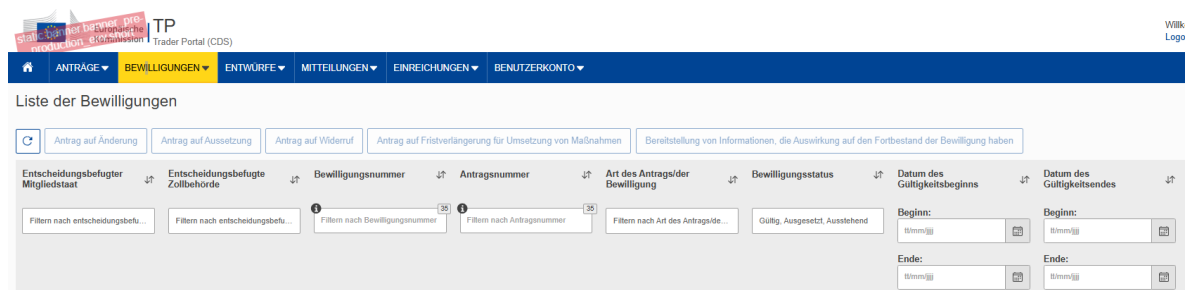 static banner banner pre-
production
Europäische
Kommission
TP
Trader Portal (CDS)
Willk
Logo
ANTRÄGE
BEWILLIGUNGEN
ENTWÜRFE
MITTEILUNGEN
EINREICHUNGEN
BENUTZERKONTO
Liste der Bewilligungen
Antrag auf Änderung
Antrag auf Aussetzung
Antrag auf Widerruf
Antrag auf Fristverlängerung für Umsetzung von Maßnahmen
Bereitstellung von Informationen, die Auswirkung auf den Fortbestand der Bewilligung haben
Entscheidungsbefugter
Mitgliedstaat
Entscheidungsbefugte
Zollbehörde
Bewilligungsnummer
Antragsnummer
Art des Antrags/der
Bewilligung
Bewilligungsstatus
Datum des
Gültigkeitsbeginns
Datum des
Gültigkeitsendes
Filtern nach entscheidungsbefu...
Filtern nach entscheidungsbefu...
35
Filtern nach Bewilligungsnummer
35
Filtern nach Antragsnummer
Filtern nach Art des Antrags/de...
Gültig, Ausgesetzt, Ausstehend
Beginn:
tt/mm/jjjj
Ende:
tt/mm/jjjj
Beginn:
tt/mm/jjjj
Ende:
tt/mm/jjjj